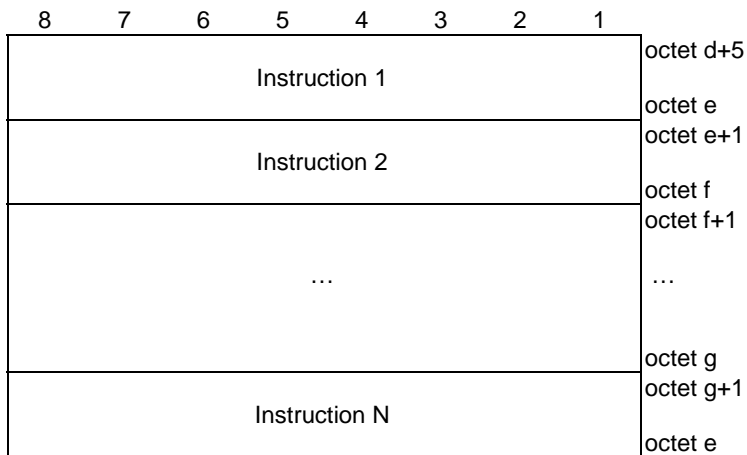 8 7 6 5 4 3 2 1
octet d+5
Instruction 1
octet e
octet e+1
Instruction 2
octet f
octet f+1
… …
octet g
octet g+1
Instruction N
octet e